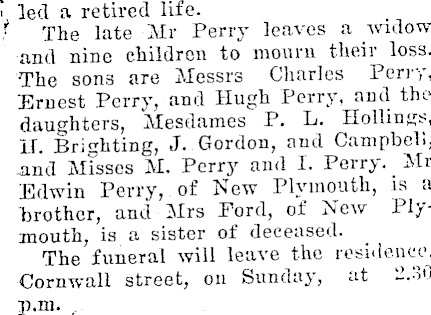 led a retired life.
The late Mr Perry leaves a widow
and nine children to mourn their loss.
The sons are Messrs Charles Perry,
Ernest Perry, and Hugh Perry, and the
daughters, Mesdames P. L. Hollings,
H. Brighting, J. Gordon, and Campbell,
and Misses M. Perry and I. Perry. Mr
Edwin Perry, of New Plymouth, is a
brother, and Mrs Ford, of New Ply-
mouth, is a sister of deceased.
The funeral will leave the residence,
Cornwall street, on Sunday, at 2.30
p.m.